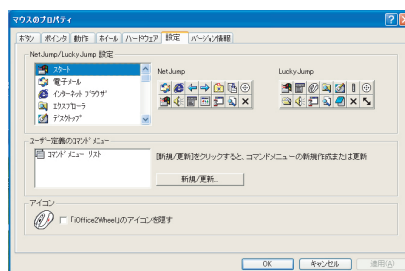 マウスのプロパティ
ボタン ポインタ 動作 ホイール ハードウェア 設定 バージョン情報
NetJump/LuckyJump 設定
スタート
電子メール
インターネット ブラウザ
エクスプローラ
デスクトップ
NetJump
LuckyJump
ユーザー定義のコマンド メニュー
コマンド メニュー リスト
[新規/更新]をクリックすると、コマンドメニューの新規作成または更新
新規/更新...
アイコン
「iOffice2Wheel」のアイコンを隠す
OK キャンセル 適用(A)